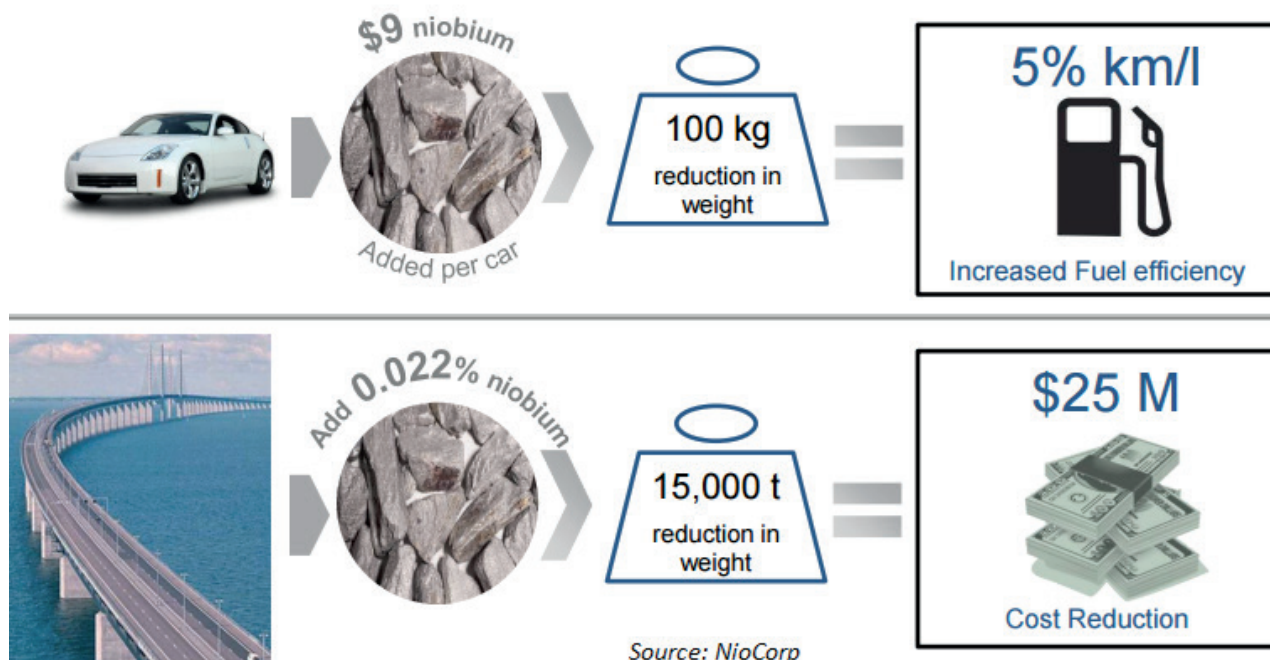 $9 niobium
Added per car
100 kg
reduction in
weight
5% km/l
Increased Fuel efficiency
Add 0.022% niobium
15,000 t
reduction in
weight
$25 M
Cost Reduction
Source: NioCorp